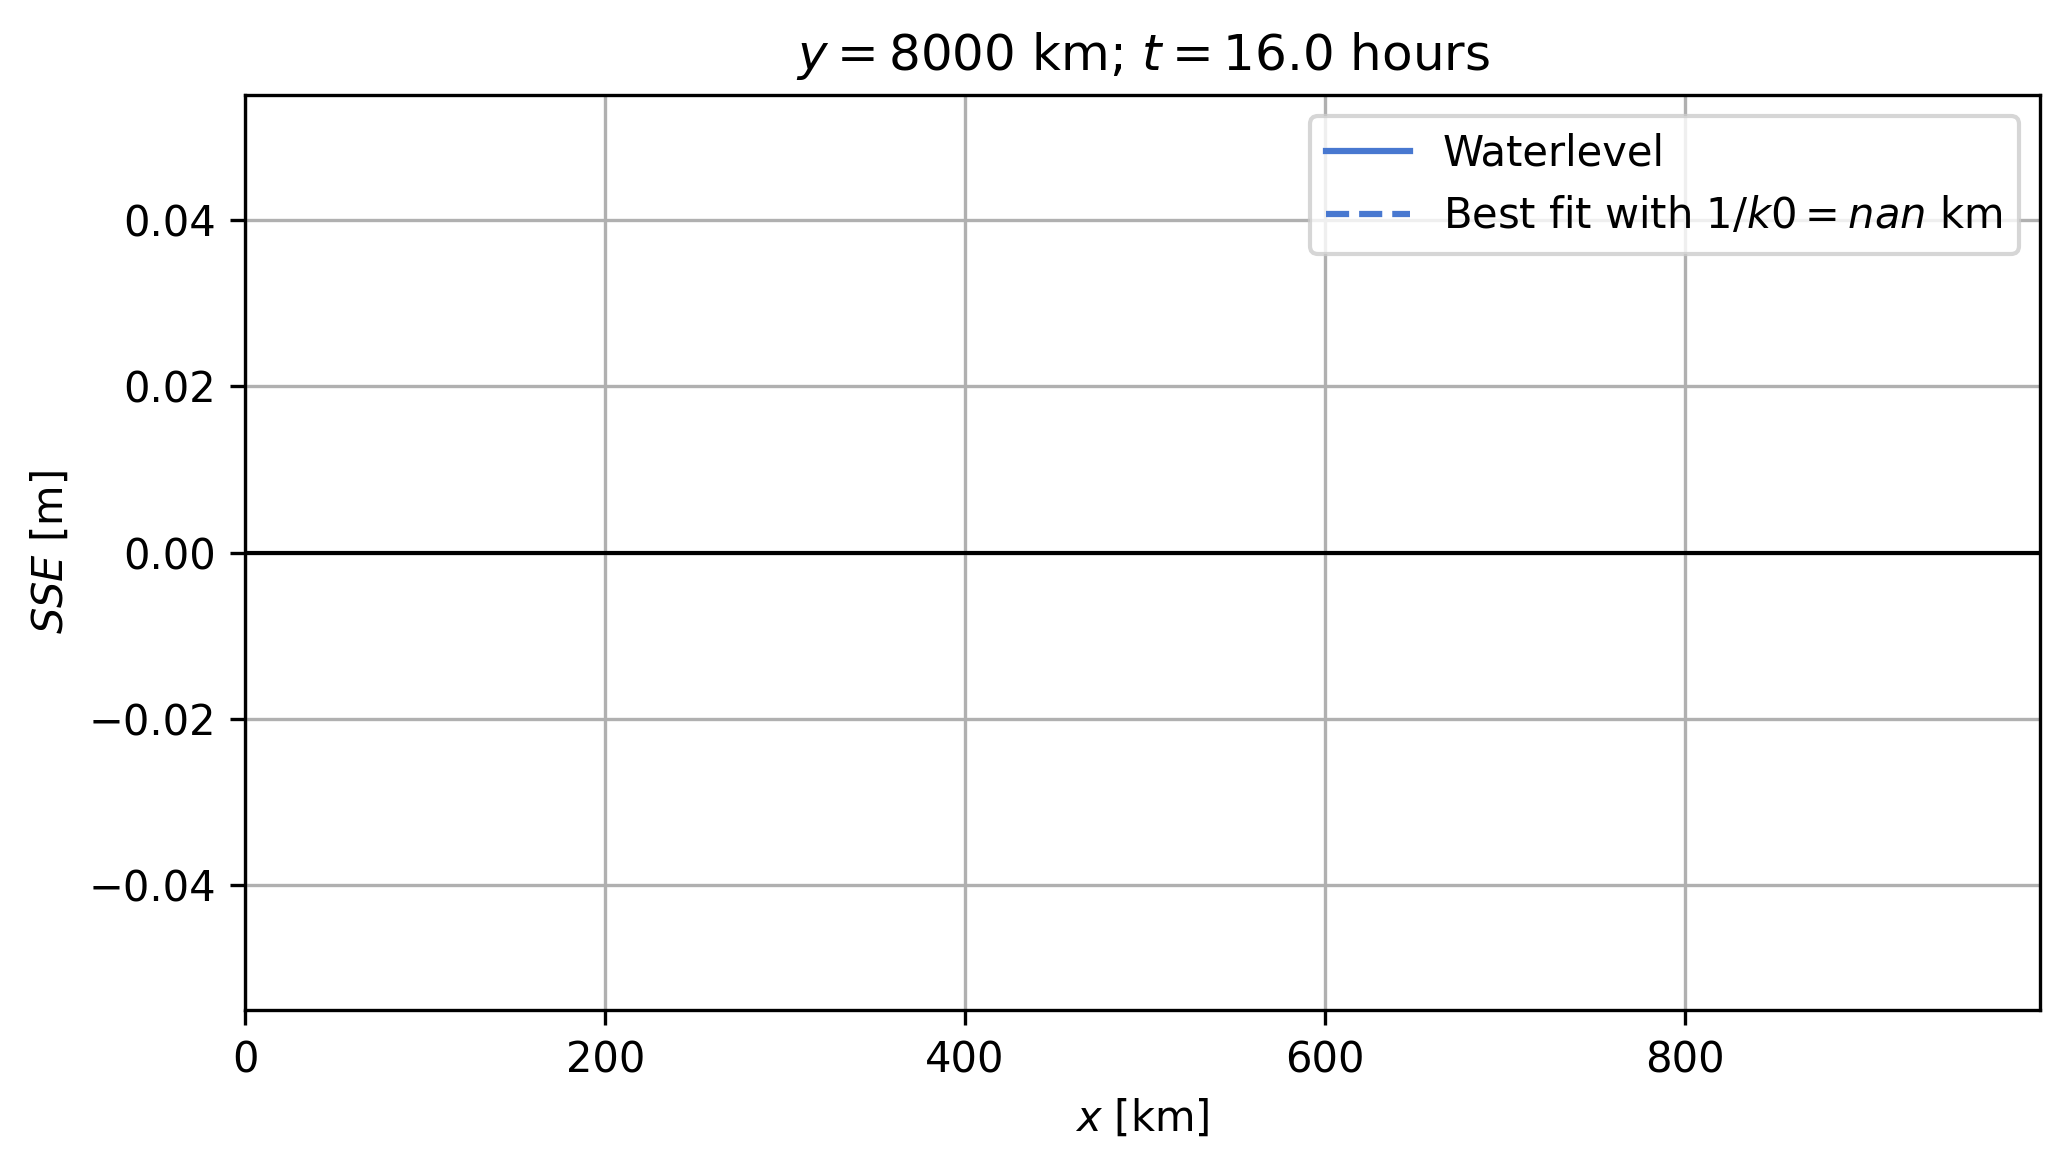 y = 8000 km; t = 16.0 hours
Waterlevel
Best fit with 1/k0 = nan km
0.04
0.02
0.00
−0.02
−0.04
SSE [m]
0 200 400 600 800
x [km]